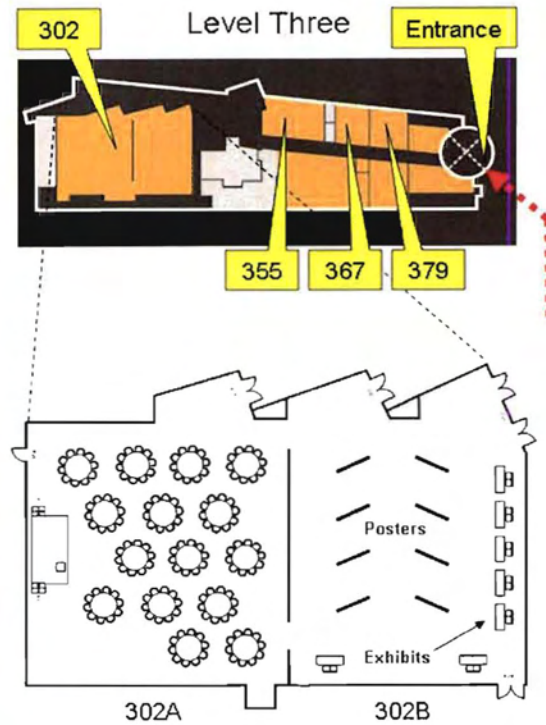 Level Three
302
Entrance
355
367
379
Posters
Exhibits
302A
302B